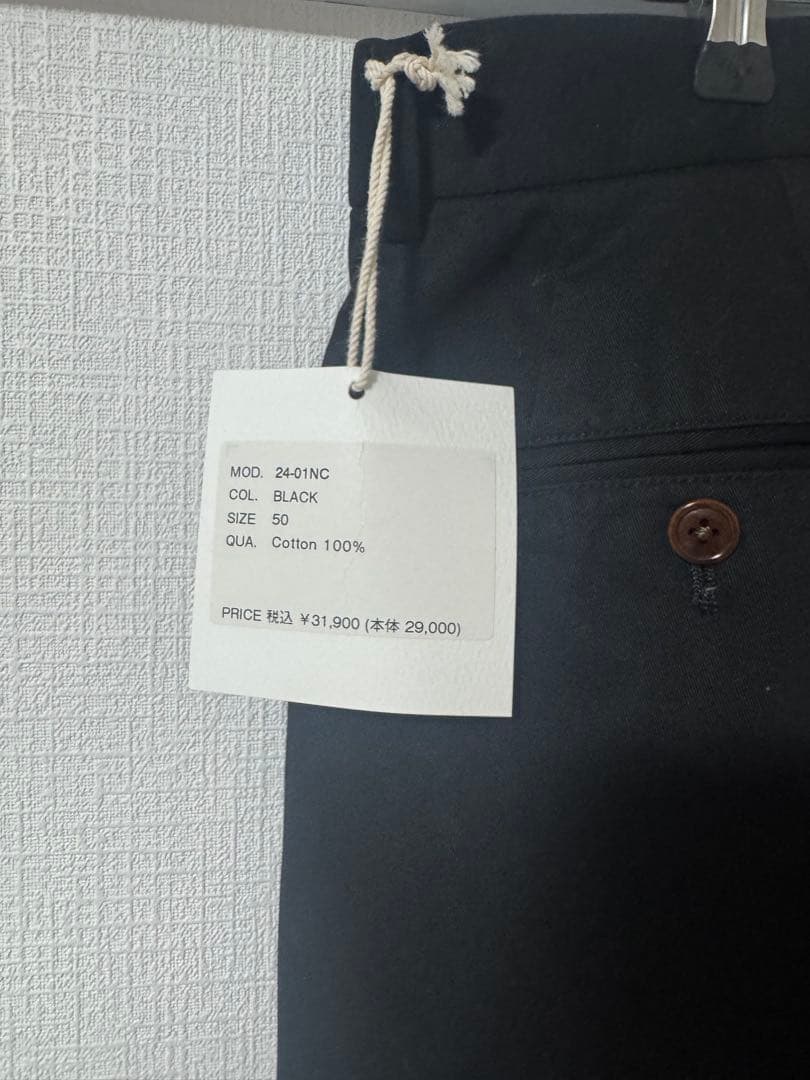 MOD. 24-01NC
COL. BLACK
SIZE 50
QUA. Cotton 100%
PRICE 税込 ¥31,900 (本体 29,000)